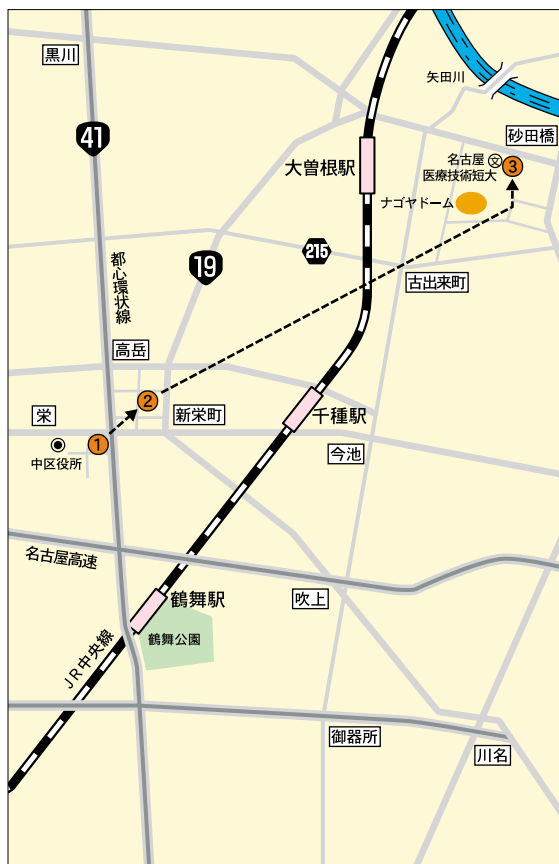 黒川
41
矢田川
砂田橋
大曽根駅
名古屋 文
医療技術短大
3
ナゴヤドーム
215
19
都心環状線
古出来町
高岳
2
栄
新栄町
千種駅
1
中区役所
今池
名古屋高速
鶴舞駅
吹上
鶴舞公園
JR中央線
御器所
川名